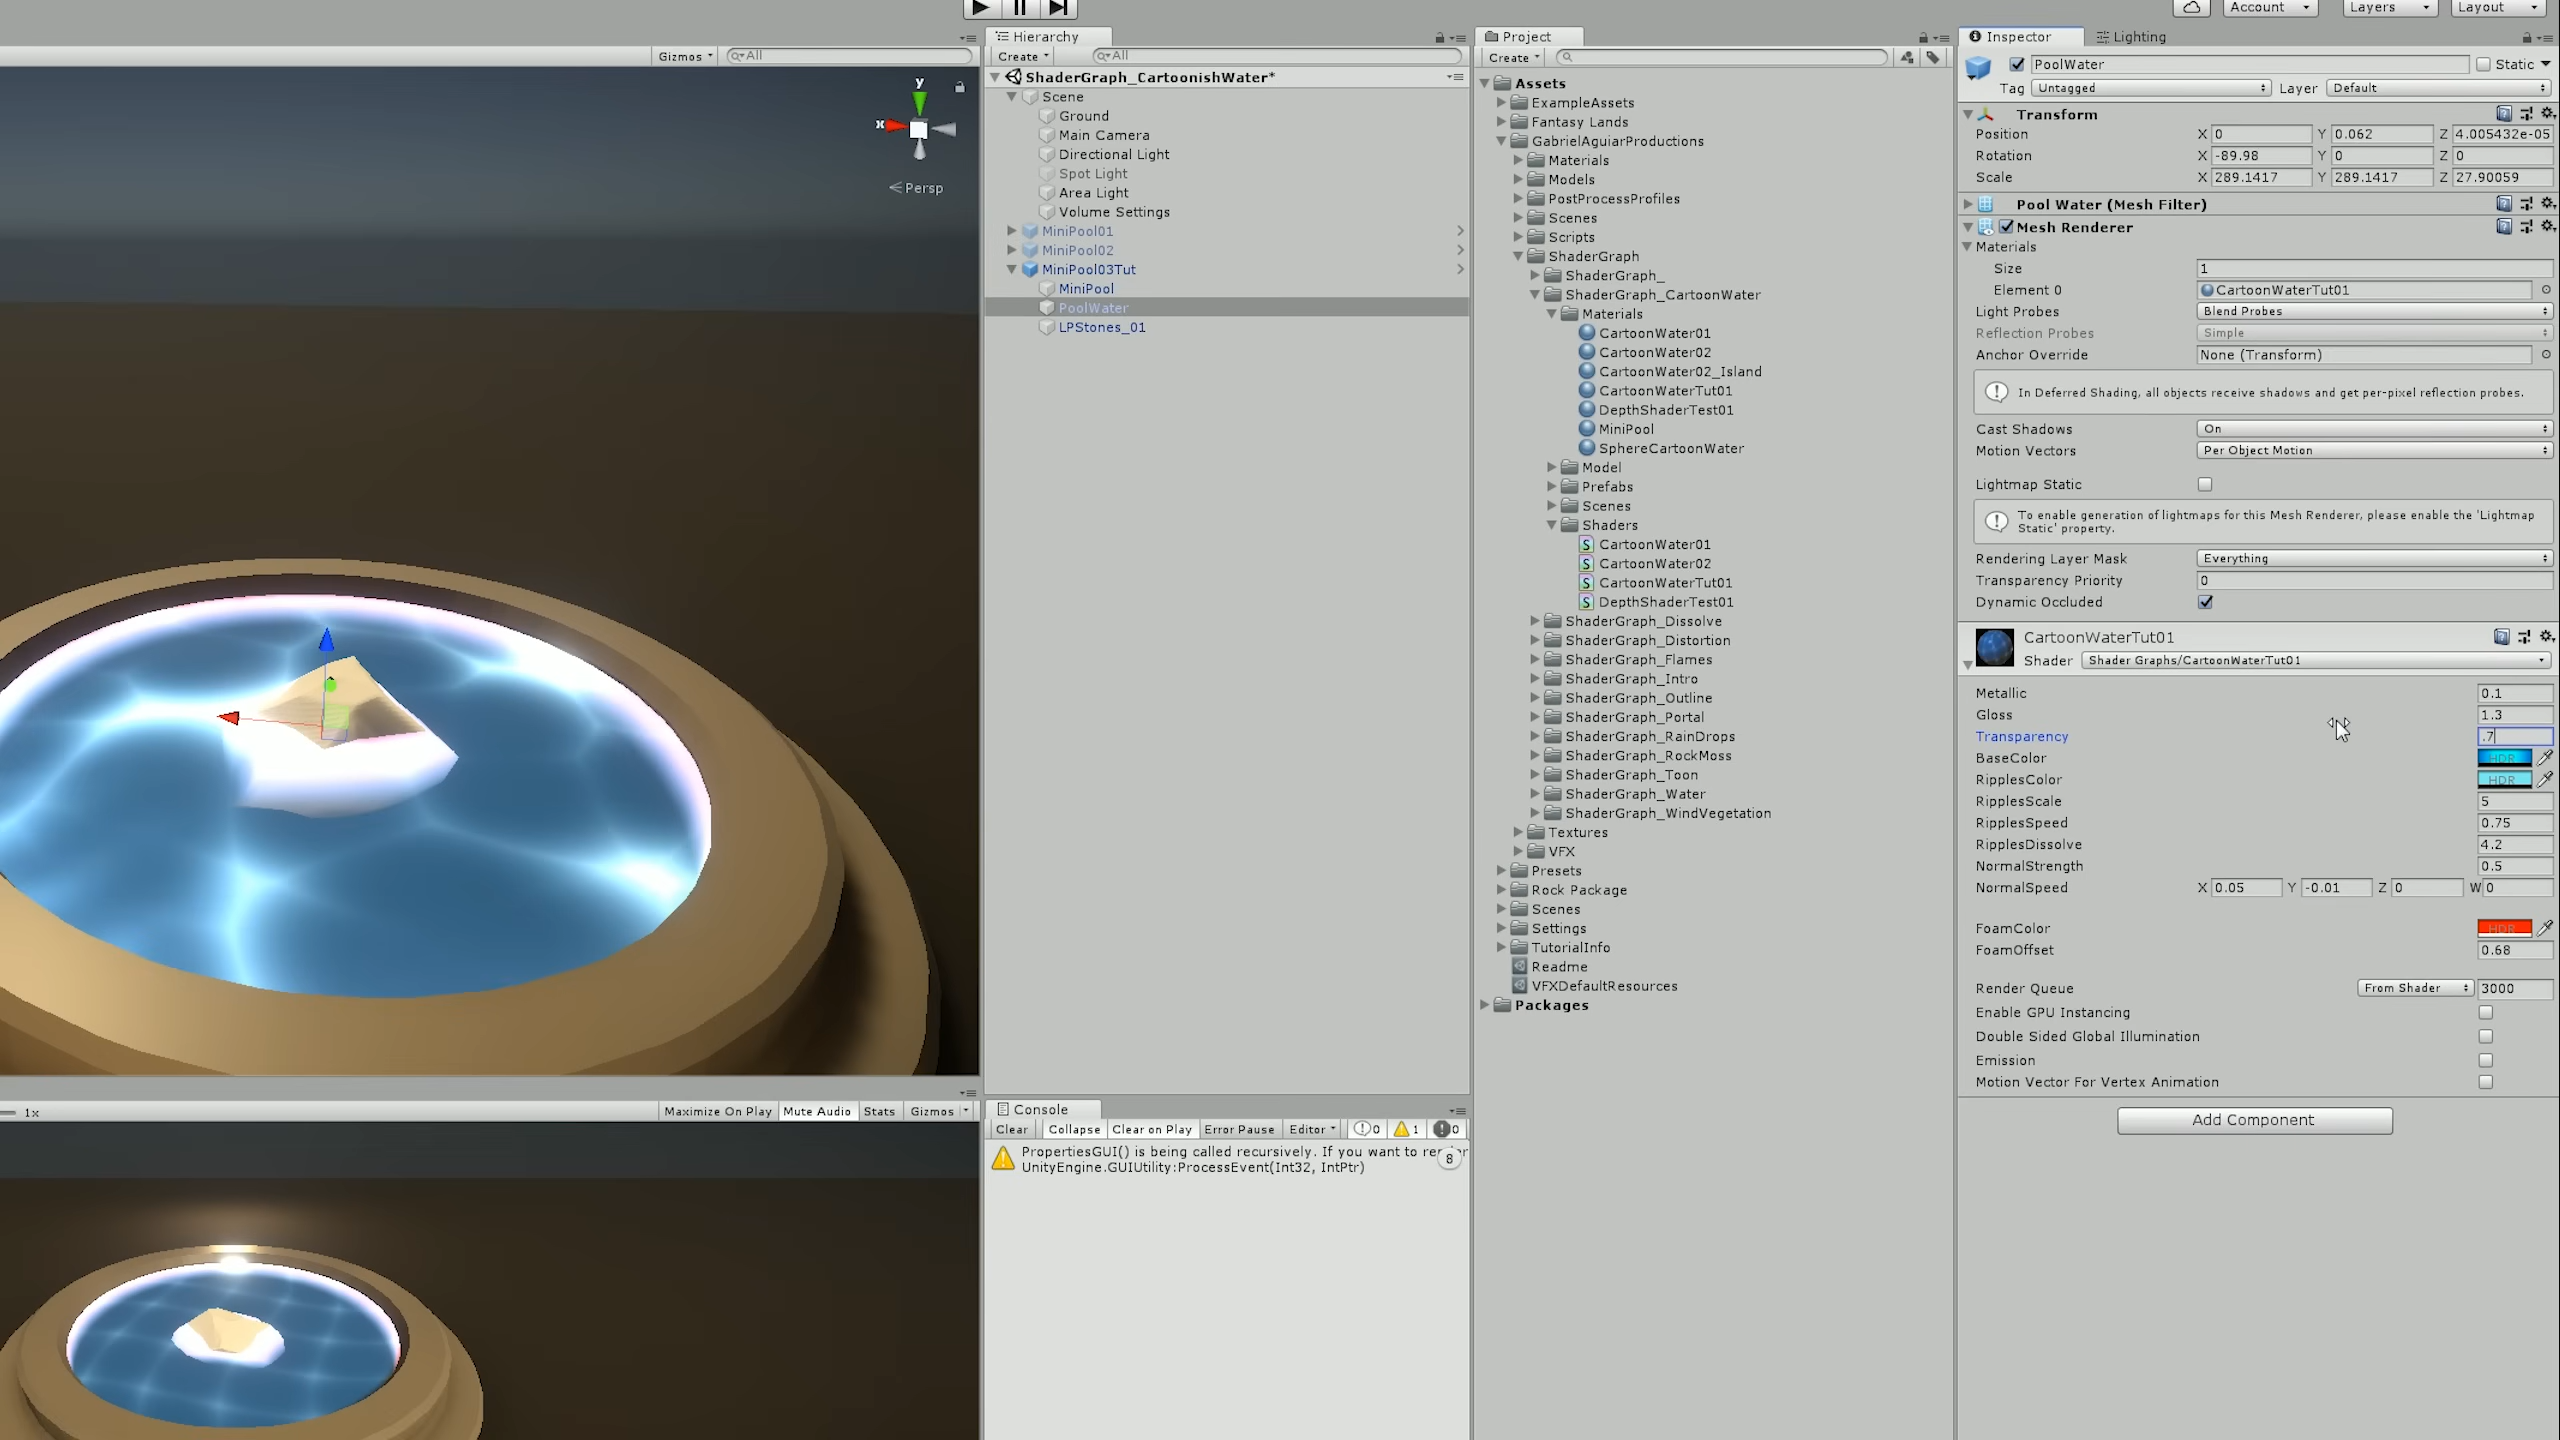 Account
Layers
Layout
Gizmos
All
y
x
Persp
1x
Maximize On Play
Mute Audio
Stats
Gizmos
Hierarchy
Create
All
ShaderGraph_CartoonishWater*
Scene
Ground
Main Camera
Directional Light
Spot Light
Area Light
Volume Settings
MiniPool01
MiniPool02
MiniPool03Tut
MiniPool
PoolWater
LPStones_01
Console
Clear
Collapse
Clear on Play
Error Pause
Editor
0
1
0
PropertiesGUI() is being called recursively. If you want to
UnityEngine.GUIUtility:ProcessEvent(Int32, IntPtr)
8
Project
Create
Assets
ExampleAssets
Fantasy Lands
GabrielAguiarProductions
Materials
Models
PostProcessProfiles
Scenes
Scripts
ShaderGraph
ShaderGraph_
ShaderGraph_CartoonWater
Materials
CartoonWater01
CartoonWater02
CartoonWater02_Island
CartoonWaterTut01
DepthShaderTest01
MiniPool
SphereCartoonWater
Model
Prefabs
Scenes
Shaders
CartoonWater01
CartoonWater02
CartoonWaterTut01
DepthShaderTest01
ShaderGraph_Dissolve
ShaderGraph_Distortion
ShaderGraph_Flames
ShaderGraph_Intro
ShaderGraph_Outline
ShaderGraph_Portal
ShaderGraph_RainDrops
ShaderGraph_RockMoss
ShaderGraph_Toon
ShaderGraph_Water
ShaderGraph_WindVegetation
Textures
VFX
Presets
Rock Package
Scenes
Settings
TutorialInfo
Readme
VFXDefaultResources
Packages
Inspector
Lighting
PoolWater
Static
Tag Untagged Layer Default
Transform
Position X 0 Y 0.062 Z 4.005432e-05
Rotation X -89.98 Y 0 Z 0
Scale X 289.1417 Y 289.1417 Z 27.90059
Pool Water (Mesh Filter)
Mesh Renderer
Materials
Size 1
Element 0 CartoonWaterTut01
Light Probes Blend Probes
Reflection Probes Simple
Anchor Override None (Transform)
In Deferred Shading, all objects receive shadows and get per-pixel reflection probes.
Cast Shadows On
Motion Vectors Per Object Motion
Lightmap Static
To enable generation of lightmaps for this Mesh Renderer, please enable the 'Lightmap
Static' property.
Rendering Layer Mask Everything
Transparency Priority 0
Dynamic Occluded
CartoonWaterTut01
Shader Shader Graphs/CartoonWaterTut01
Metallic 0.1
Gloss 1.3
Transparency .7
BaseColor HDR
RipplesColor HDR
RipplesScale 5
RipplesSpeed 0.75
RipplesDissolve 4.2
NormalStrength 0.5
NormalSpeed X 0.05 Y -0.01 Z 0 W 0
FoamColor HDR
FoamOffset 0.68
Render Queue From Shader 3000
Enable GPU Instancing
Double Sided Global Illumination
Emission
Motion Vector For Vertex Animation
Add Component